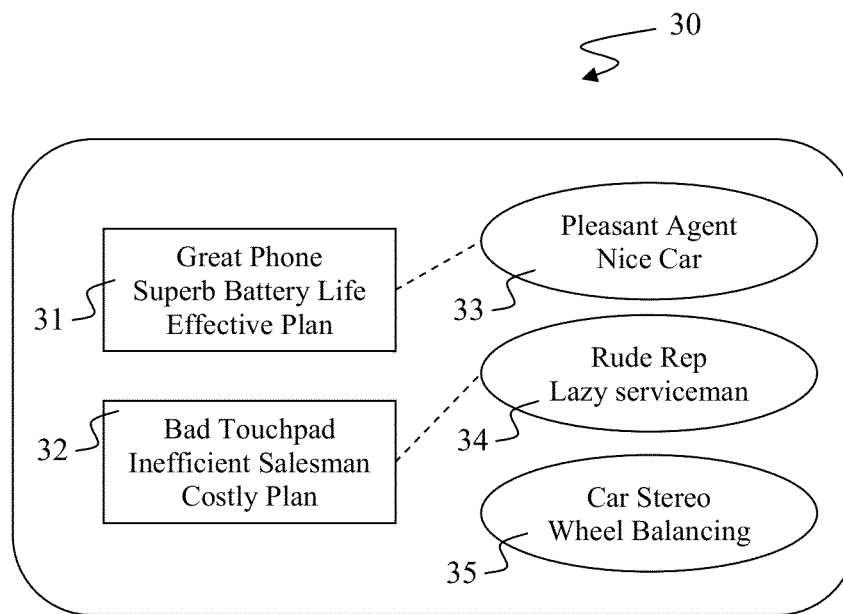 30
Great Phone
Superb Battery Life
Effective Plan
31
Pleasant Agent
Nice Car
33
Bad Touchpad
Inefficient Salesman
Costly Plan
32
Rude Rep
Lazy serviceman
34
Car Stereo
Wheel Balancing
35